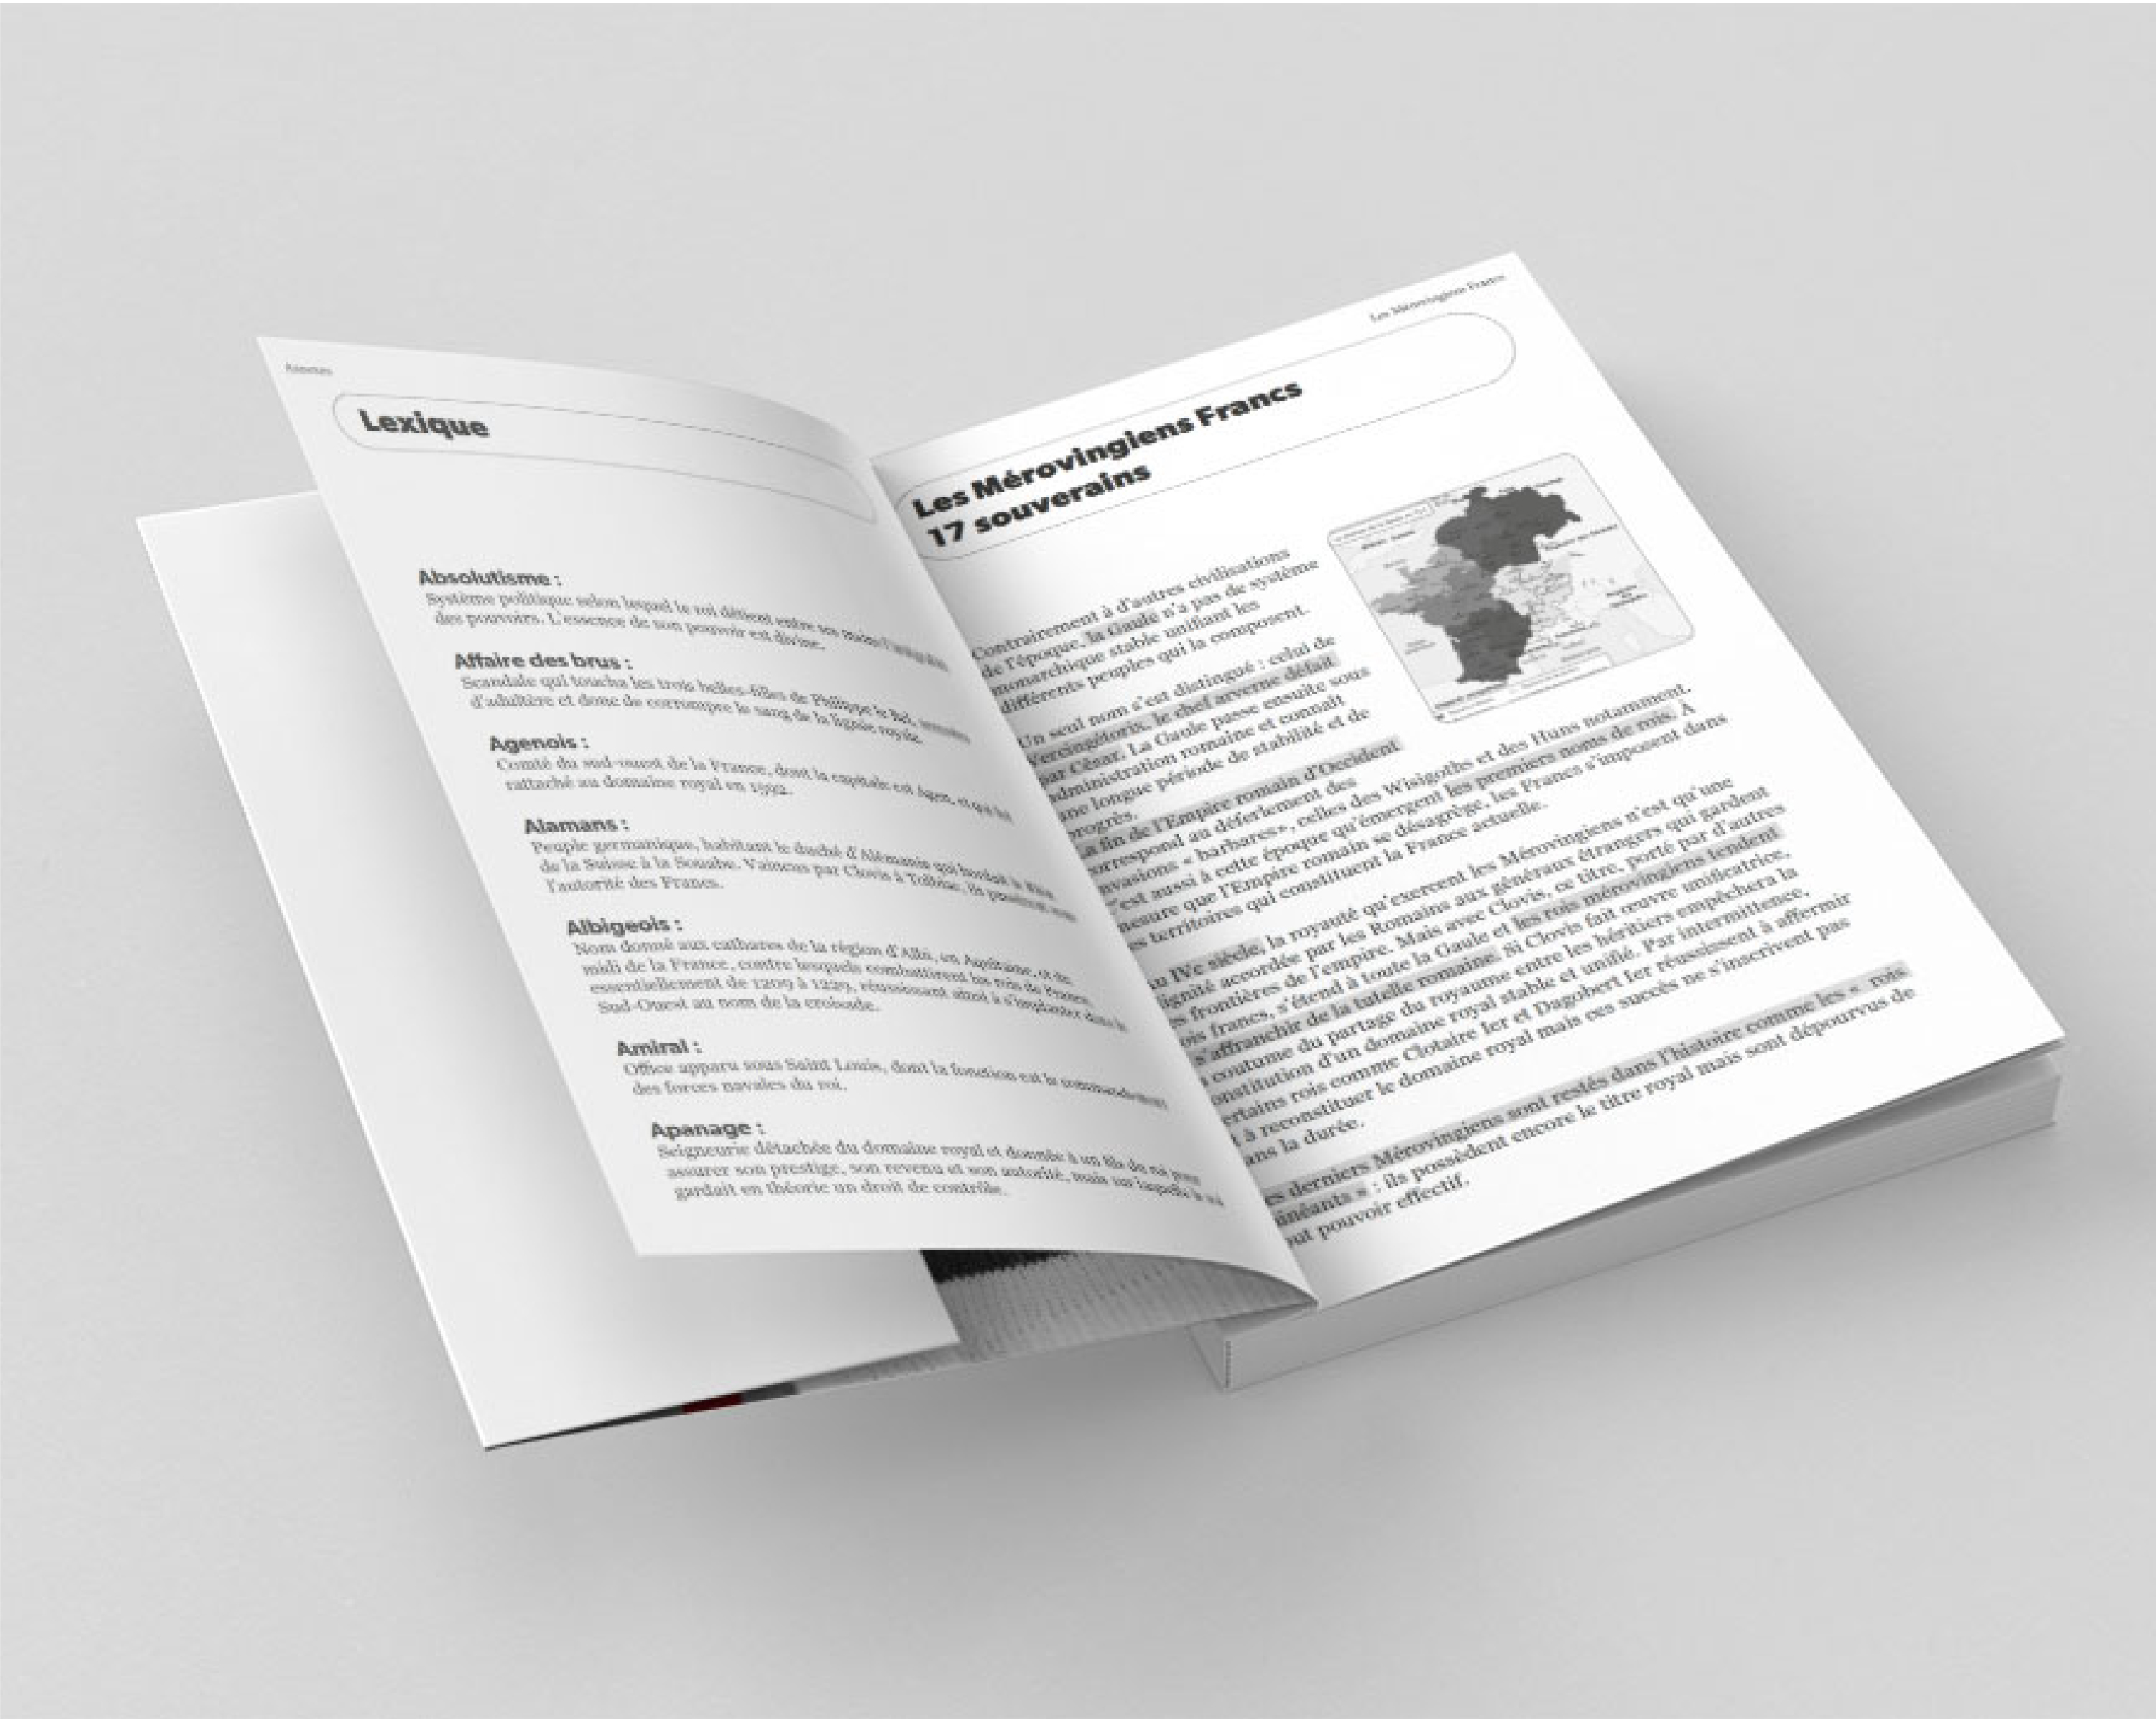 Annexes
Lexique
Absolutisme :
Système politique selon lequel le roi détient entre ses mains l'intégralité
des pouvoirs. L'essence de son pouvoir est divine.
Affaire des brus :
Scandale qui toucha les trois belles-filles de Philippe le Bel,
d'adultère et donc de corrompre le sang de la lignée royale.
Agenois :
Comté du sud-ouest de la France, dont la capitale est Agen, et qui fut
rattaché au domaine royal en 1592.
Alamans :
Peuple germanique, habitant le duché d'Alémanie qui bordait le Rhin
de la Suisse à la Souabe. Vaincus par Clovis à Tolbiac, ils
l'autorité des Francs.
Albigeois :
Nom donné aux cathares de la région d'Albi, en Aquitaine, et du
midi de la France, contre lesquels combattirent les rois de France
essentiellement de 1209 à 1229, réussissant ainsi à s'implanter dans le
Sud-Ouest au nom de la croisade.
Amiral :
Office apparu sous Saint Louis, dont la fonction est le commandement
des forces navales du roi.
Apanage :
Seigneurie détachée du domaine royal et donnée à un fils du roi pour
assurer son prestige, son revenu et son autorité, mais sur laquelle le roi
gardait en théorie un droit de contrôle.
Les Mérovingiens Francs
Les Mérovingiens Francs
17 souverains
Contrairement à d'autres civilisations
de l'époque, la Gaule n'a pas de système
monarchique stable unifiant les
différents peuples qui la composent.
Un seul nom s'est distingué : celui de
Vercingétorix, le chef arverne défait
par César. La Gaule passe ensuite sous
administration romaine et connaît
une longue période de stabilité et de
progrès.
a fin de l'Empire romain d'Occident
orrespond au déferlement des
nvasions « barbares », celles des Wisigoths et des Huns notamment.
'est aussi à cette époque qu'émergent les premiers noms de rois. À
mesure que l'Empire romain se désagrège, les Francs s'imposent dans
es territoires qui constituent la France actuelle.
u IVe siècle, la royauté qu'exercent les Mérovingiens n'est qu'une
ignité accordée par les Romains aux généraux étrangers qui gardent
s frontières de l'empire. Mais avec Clovis, ce titre, porté par d'autres
ois francs, s'étend à toute la Gaule et les rois mérovingiens tendent
s'affranchir de la tutelle romaine. Si Clovis fait œuvre unificatrice,
coutume du partage du royaume entre les héritiers empêchera la
onstitution d'un domaine royal stable et unifié. Par intermittence,
ertains rois comme Clotaire Ier et Dagobert Ier réussissent à affermir
t à reconstituer le domaine royal mais ces succès ne s'inscrivent pas
ans la durée.
es derniers Mérovingiens sont restés dans l'histoire comme les « rois
inéants » : ils possèdent encore le titre royal mais sont dépourvus de
out pouvoir effectif.